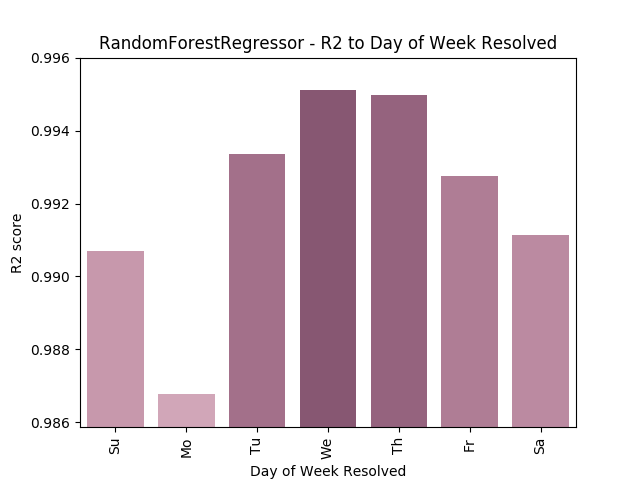 RandomForestRegressor - R2 to Day of Week Resolved
0.996
0.994
0.992
0.990
0.988
0.986
R2 score
Su
Mo
Tu
We
Th
Fr
Sa
Day of Week Resolved